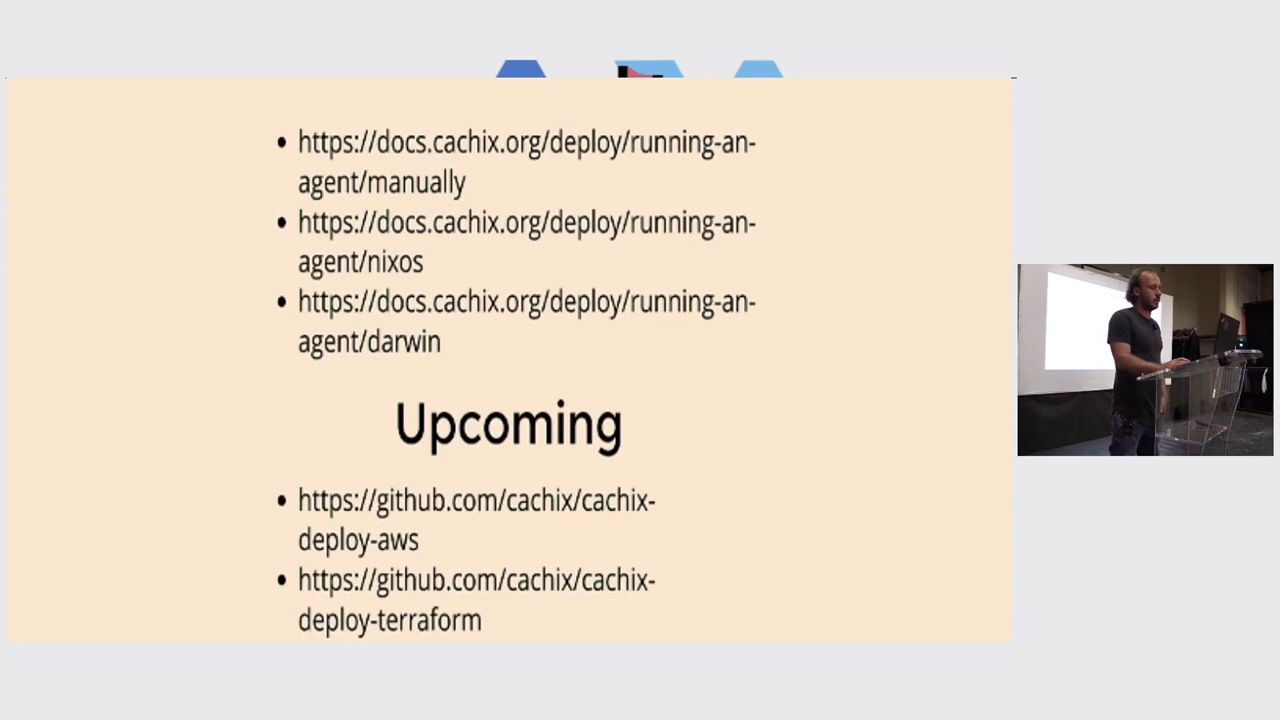 • https://docs.cachix.org/deploy/running-an-
agent/manually
• https://docs.cachix.org/deploy/running-an-
agent/nixos
• https://docs.cachix.org/deploy/running-an-
agent/darwin
Upcoming
• https://github.com/cachix/cachix-
deploy-aws
• https://github.com/cachix/cachix-
deploy-terraform